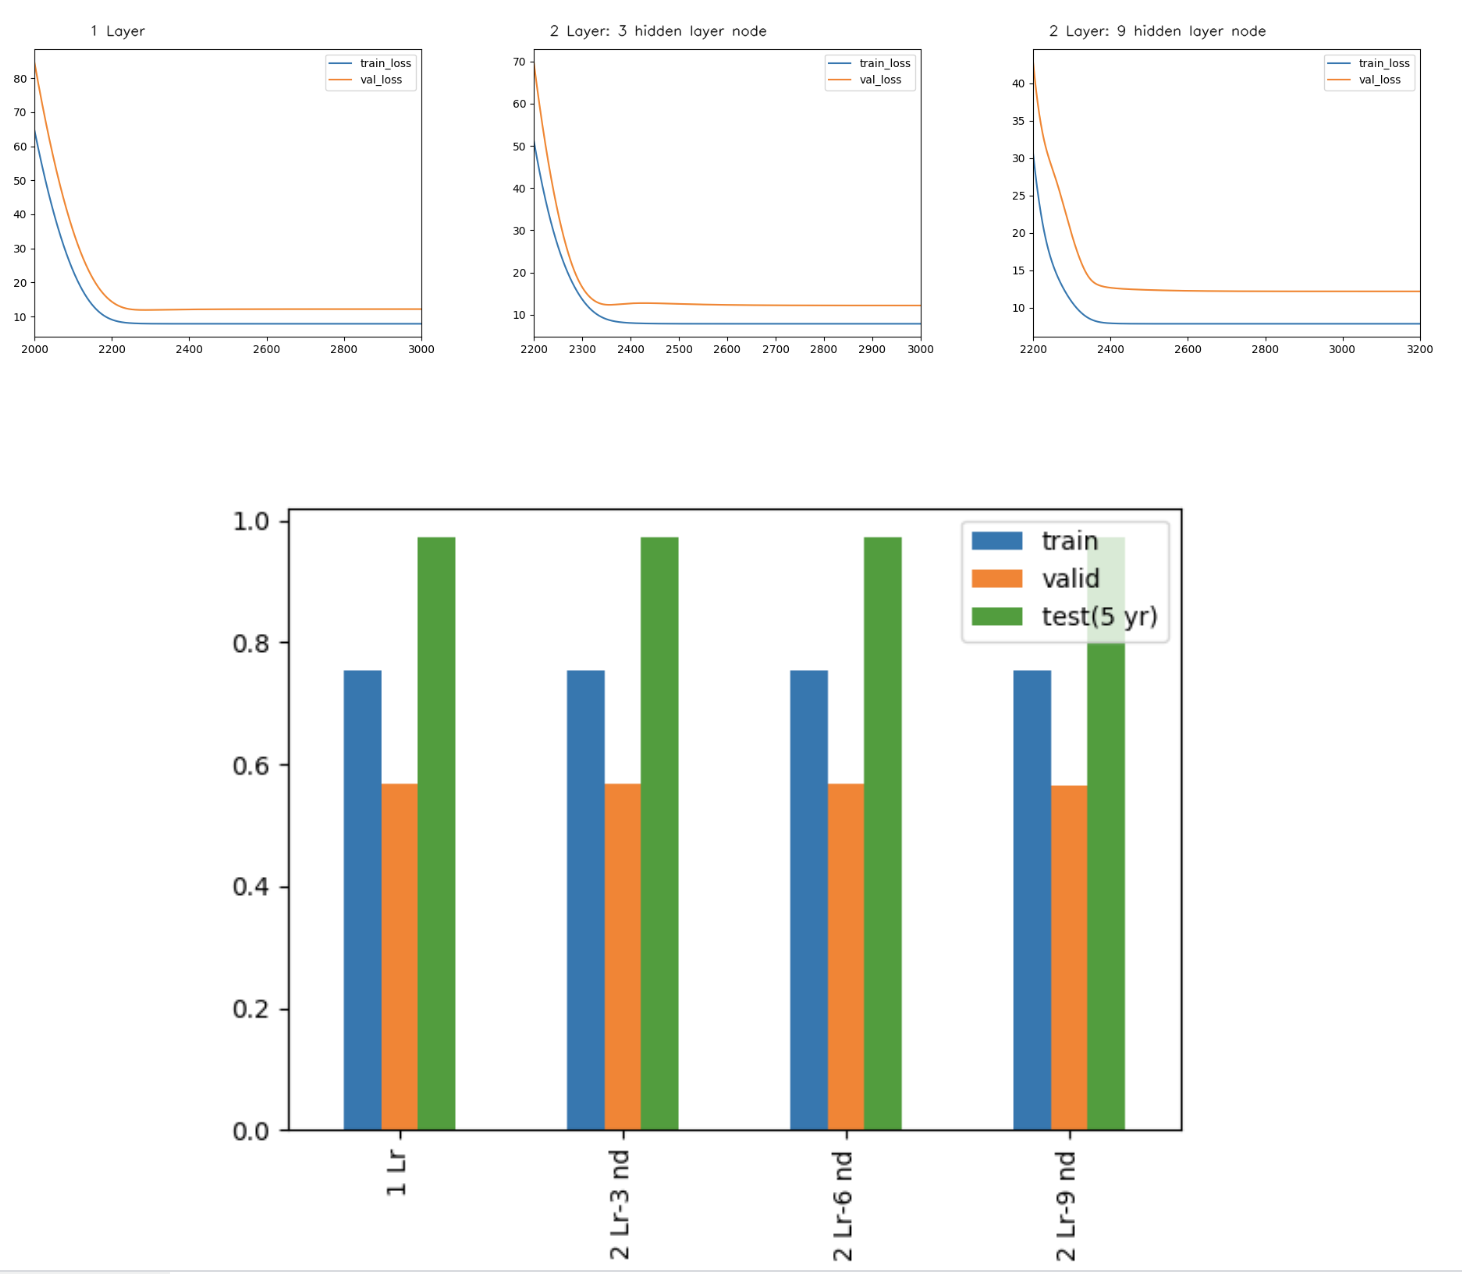 1 Layer
train_loss
val_loss
80
70
60
50
40
30
20
10
2000 2200 2400 2600 2800 3000
2 Layer: 3 hidden layer node
train_loss
val_loss
70
60
50
40
30
20
10
2200 2300 2400 2500 2600 2700 2800 2900 3000
2 Layer: 9 hidden layer node
train_loss
val_loss
40
35
30
25
20
15
10
2200 2400 2600 2800 3000 3200
1.0
0.8
0.6
0.4
0.2
0.0
train
valid
test(5 yr)
1 Lr
2 Lr-3 nd
2 Lr-6 nd
2 Lr-9 nd